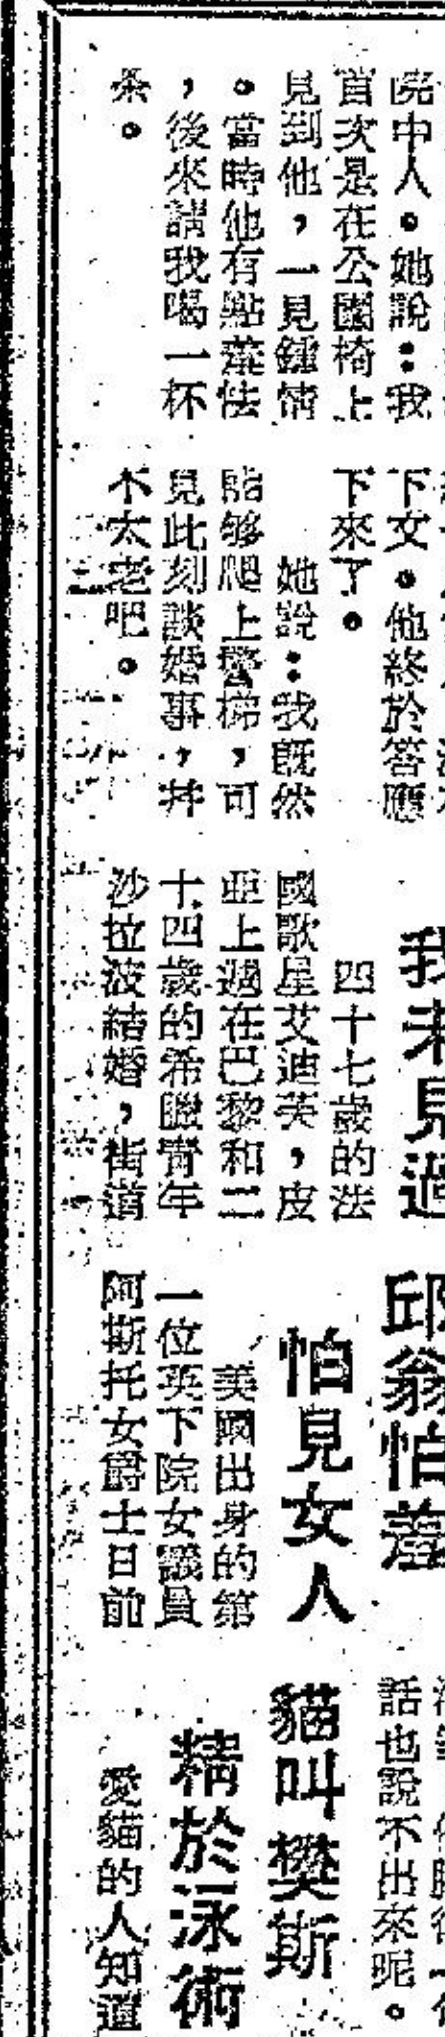 院中人。她說：我
首次是在公園椅上
見到他，一見鍾情
。當時他有點羞怯
，後來請我喝一杯
茶。
下文。他終於答應
下來了。
她說：我既然
能够爬上警梯，可
見此刻談婚事，幷
不太老吧。
我未見過
四十七歲的法
國歌星艾迪芙，皮
亞上週在巴黎和二
十四歲的希臘青年
沙拉波結婚，街道
邱翁怕羞
怕見女人
美國出身的第
一位英下院女議員
阿斯托女爵士日前
話也說不出來呢。
貓叫樊斯
精於泳術
愛貓的人知道